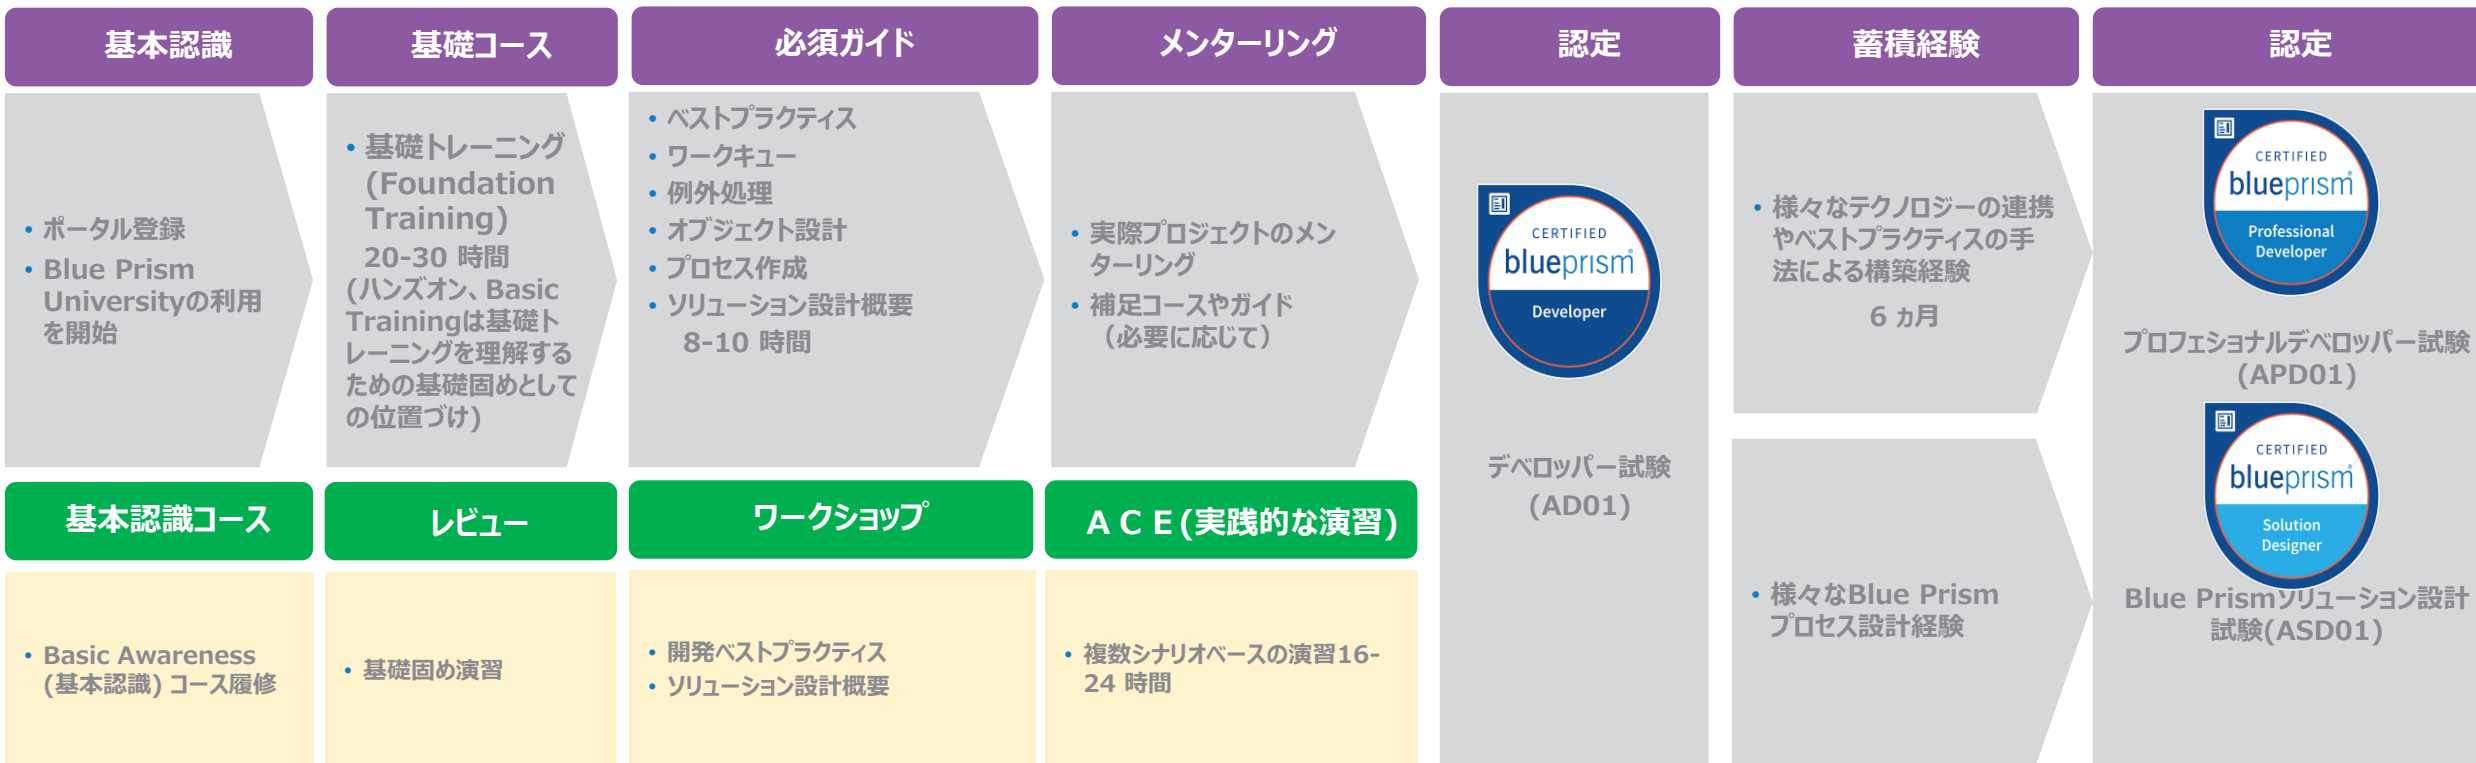 基本認識
基礎コース
必須ガイド
メンターリング
認定
蓄積経験
認定
• ポータル登録
• Blue Prism
Universityの利用
を開始
• 基礎トレーニング
(Foundation
Training)
20-30 時間
(ハンズオン、Basic
Trainingは基礎ト
レーニングを理解する
ための基礎固めとして
の位置づけ)
• ベストプラクティス
• ワークキュー
• 例外処理
• オブジェクト設計
• プロセス作成
• ソリューション設計概要
8-10 時間
• 実際プロジェクトのメン
ターリング
• 補足コースやガイド
（必要に応じて）
CERTIFIED
blueprism
Developer
デベロッパー試験
(AD01)
• 様々なテクノロジーの連携
やベストプラクティスの手
法による構築経験
6 ヵ月
• 様々なBlue Prism
プロセス設計経験
CERTIFIED
blueprism
Professional
Developer
プロフェショナルデベロッパー試験
(APD01)
CERTIFIED
blueprism
Solution
Designer
Blue Prismソリューション設計
試験(ASD01)
基本認識コース
レビュー
ワークショップ
ＡＣＥ(実践的な演習)
• Basic Awareness
(基本認識) コース履修
• 基礎固め演習
• 開発ベストプラクティス
• ソリューション設計概要
• 複数シナリオベースの演習16-
24 時間